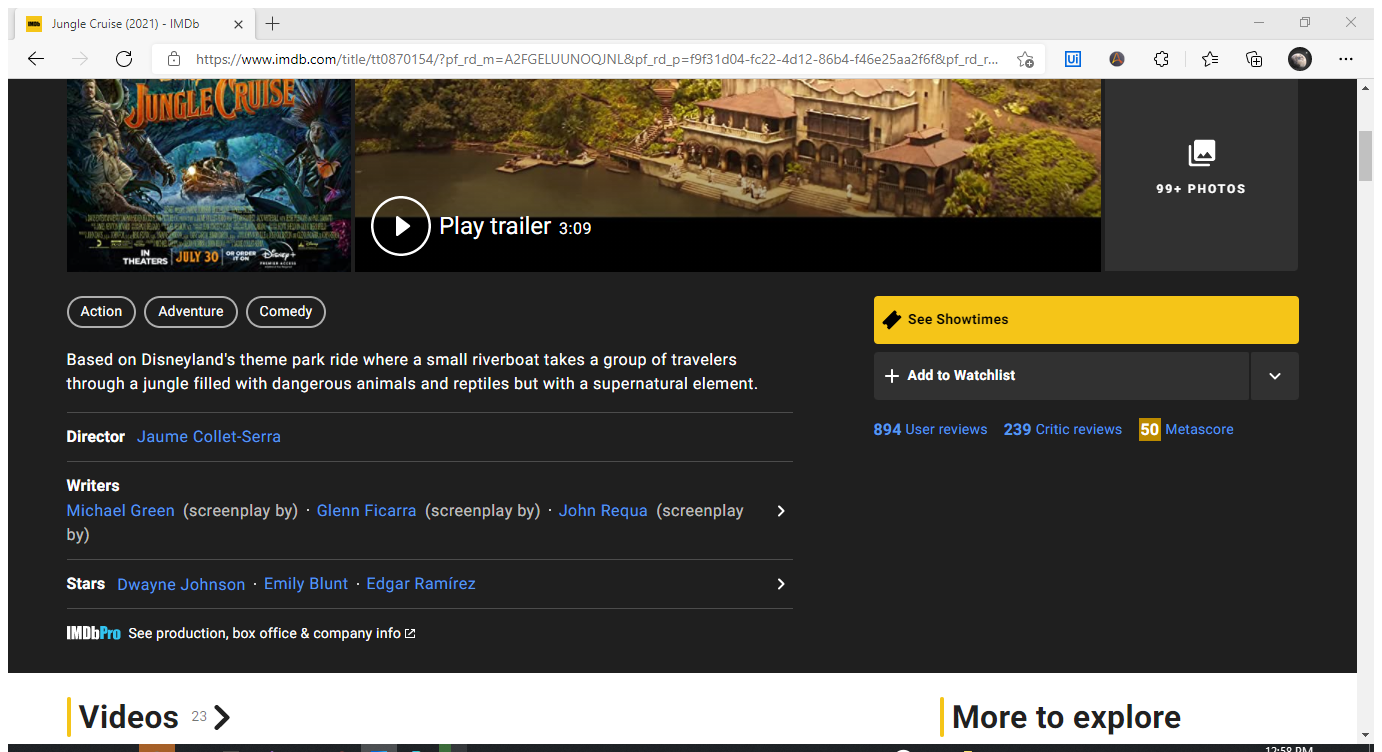 Jungle Cruise (2021) - IMDb
https://www.imdb.com/title/tt0870154/?pf_rd_m=A2FGELUUNOQJNL&pf_rd_p=f9f31d04-fc22-4d12-86b4-f46e25aa2f6f&pf_rd_r...
JUNGLE CRUISE
IN THEATERS JULY 30 OR ORDER IT ON Disney+ PREMIER ACCESS
Play trailer 3:09
99+ PHOTOS
Action Adventure Comedy
See Showtimes
Based on Disneyland's theme park ride where a small riverboat takes a group of travelers
through a jungle filled with dangerous animals and reptiles but with a supernatural element.
Add to Watchlist
894 User reviews 239 Critic reviews 50 Metascore
Director Jaume Collet-Serra
Writers
Michael Green (screenplay by) · Glenn Ficarra (screenplay by) · John Requa (screenplay
by)
Stars Dwayne Johnson · Emily Blunt · Edgar Ramírez
IMDbPro See production, box office & company info
Videos 23
More to explore
12:58 PM